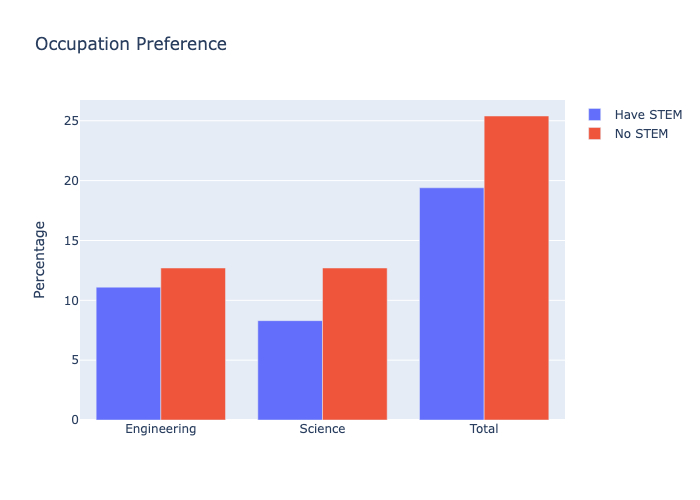 Occupation Preference
Have STEM
No STEM
Percentage
25
20
15
10
5
0
Engineering
Science
Total